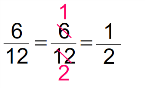 6/12 = 6/12 = 1/2
1
2